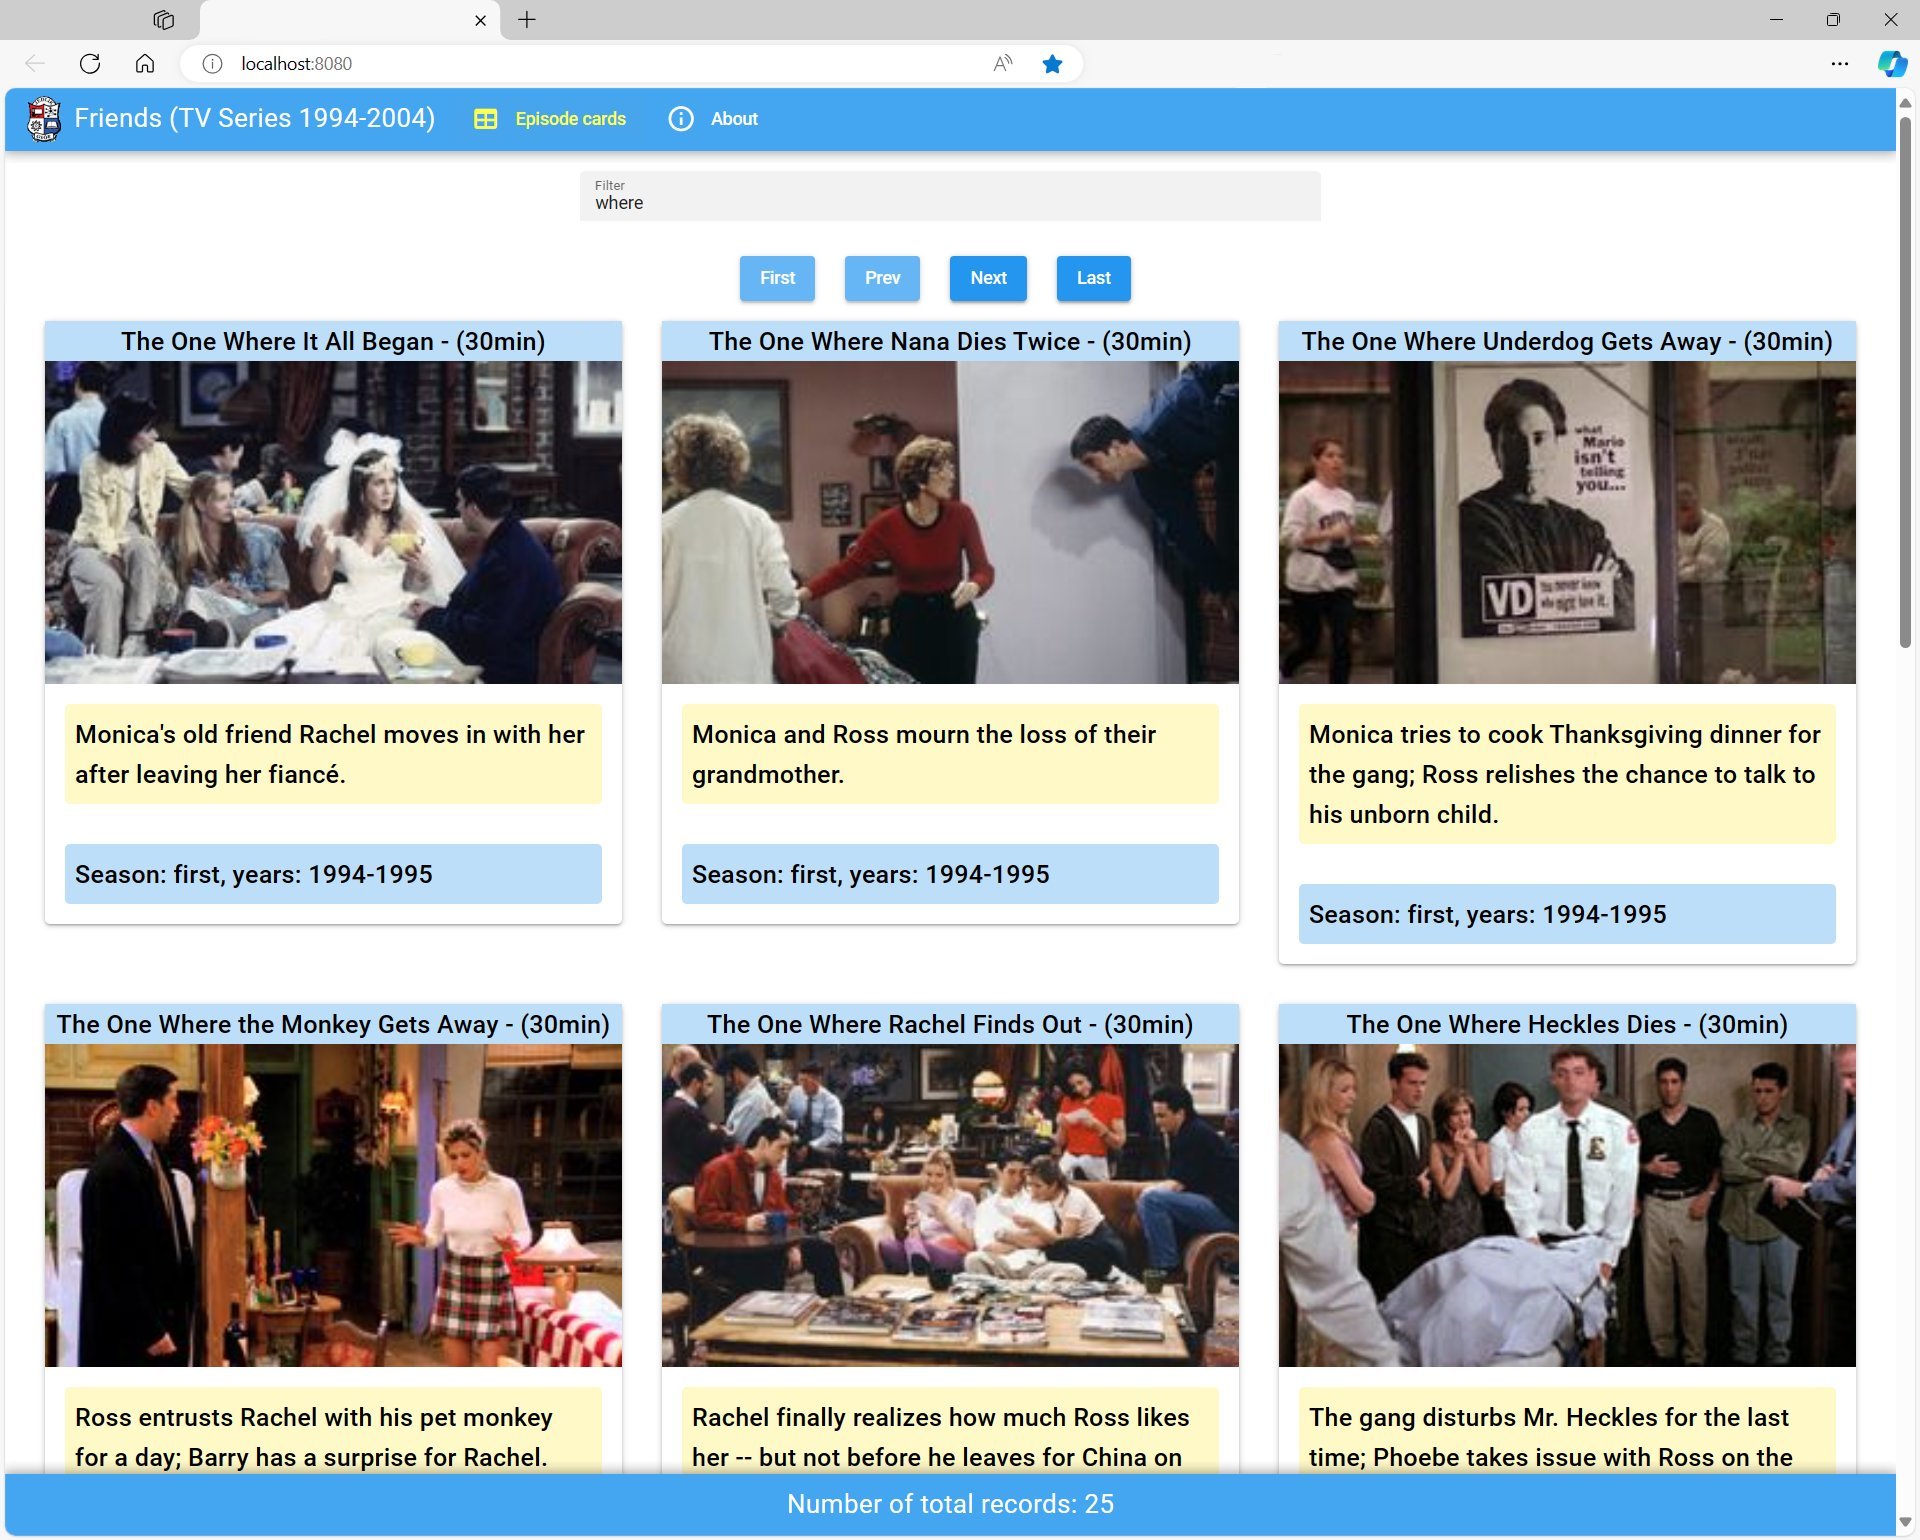 localhost:8080
Friends (TV Series 1994-2004)
Episode cards
About
Filter
where
First
Prev
Next
Last
The One Where It All Began - (30min)
Monica's old friend Rachel moves in with her
after leaving her fiancé.
Season: first, years: 1994-1995
The One Where Nana Dies Twice - (30min)
Monica and Ross mourn the loss of their
grandmother.
Season: first, years: 1994-1995
The One Where Underdog Gets Away - (30min)
what
Mario
isn't
telling
you...
VD
Monica tries to cook Thanksgiving dinner for
the gang; Ross relishes the chance to talk to
his unborn child.
Season: first, years: 1994-1995
The One Where the Monkey Gets Away - (30min)
Ross entrusts Rachel with his pet monkey
for a day; Barry has a surprise for Rachel.
The One Where Rachel Finds Out - (30min)
Rachel finally realizes how much Ross likes
her -- but not before he leaves for China on
The One Where Heckles Dies - (30min)
The gang disturbs Mr. Heckles for the last
time; Phoebe takes issue with Ross on the
Number of total records: 25